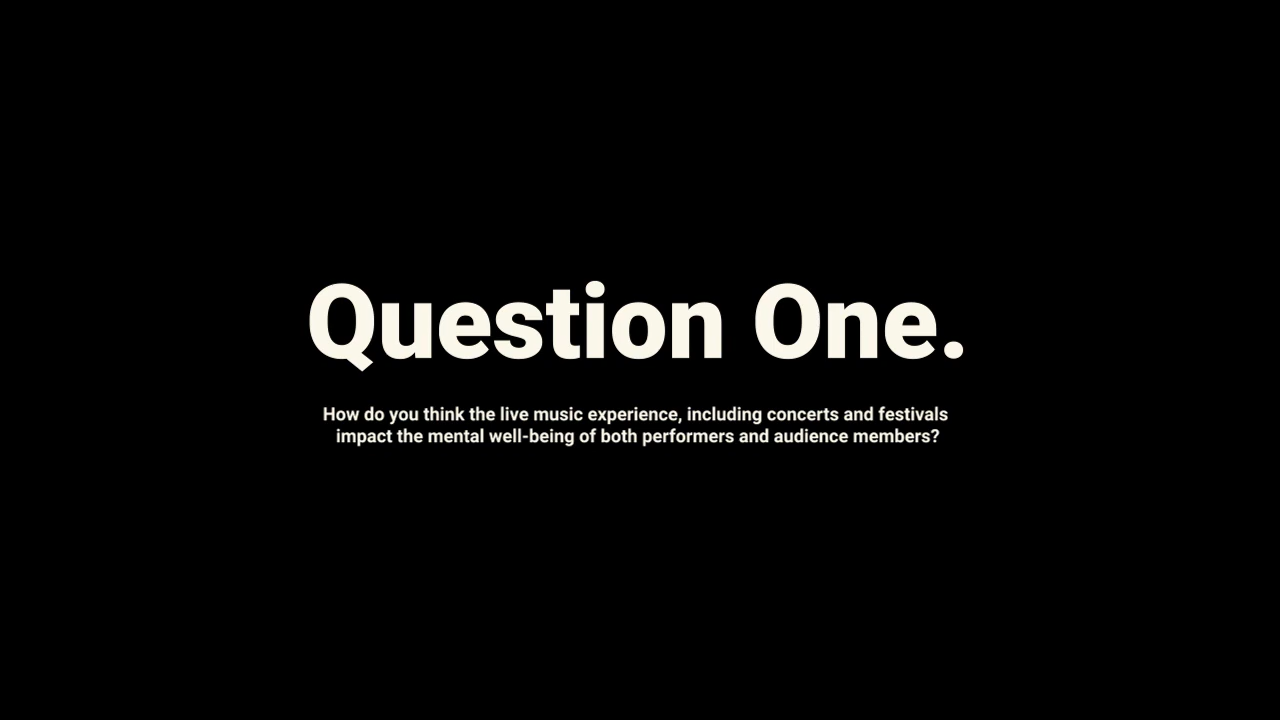 Question One.
How do you think the live music experience, including concerts and festivals
impact the mental well-being of both performers and audience members?